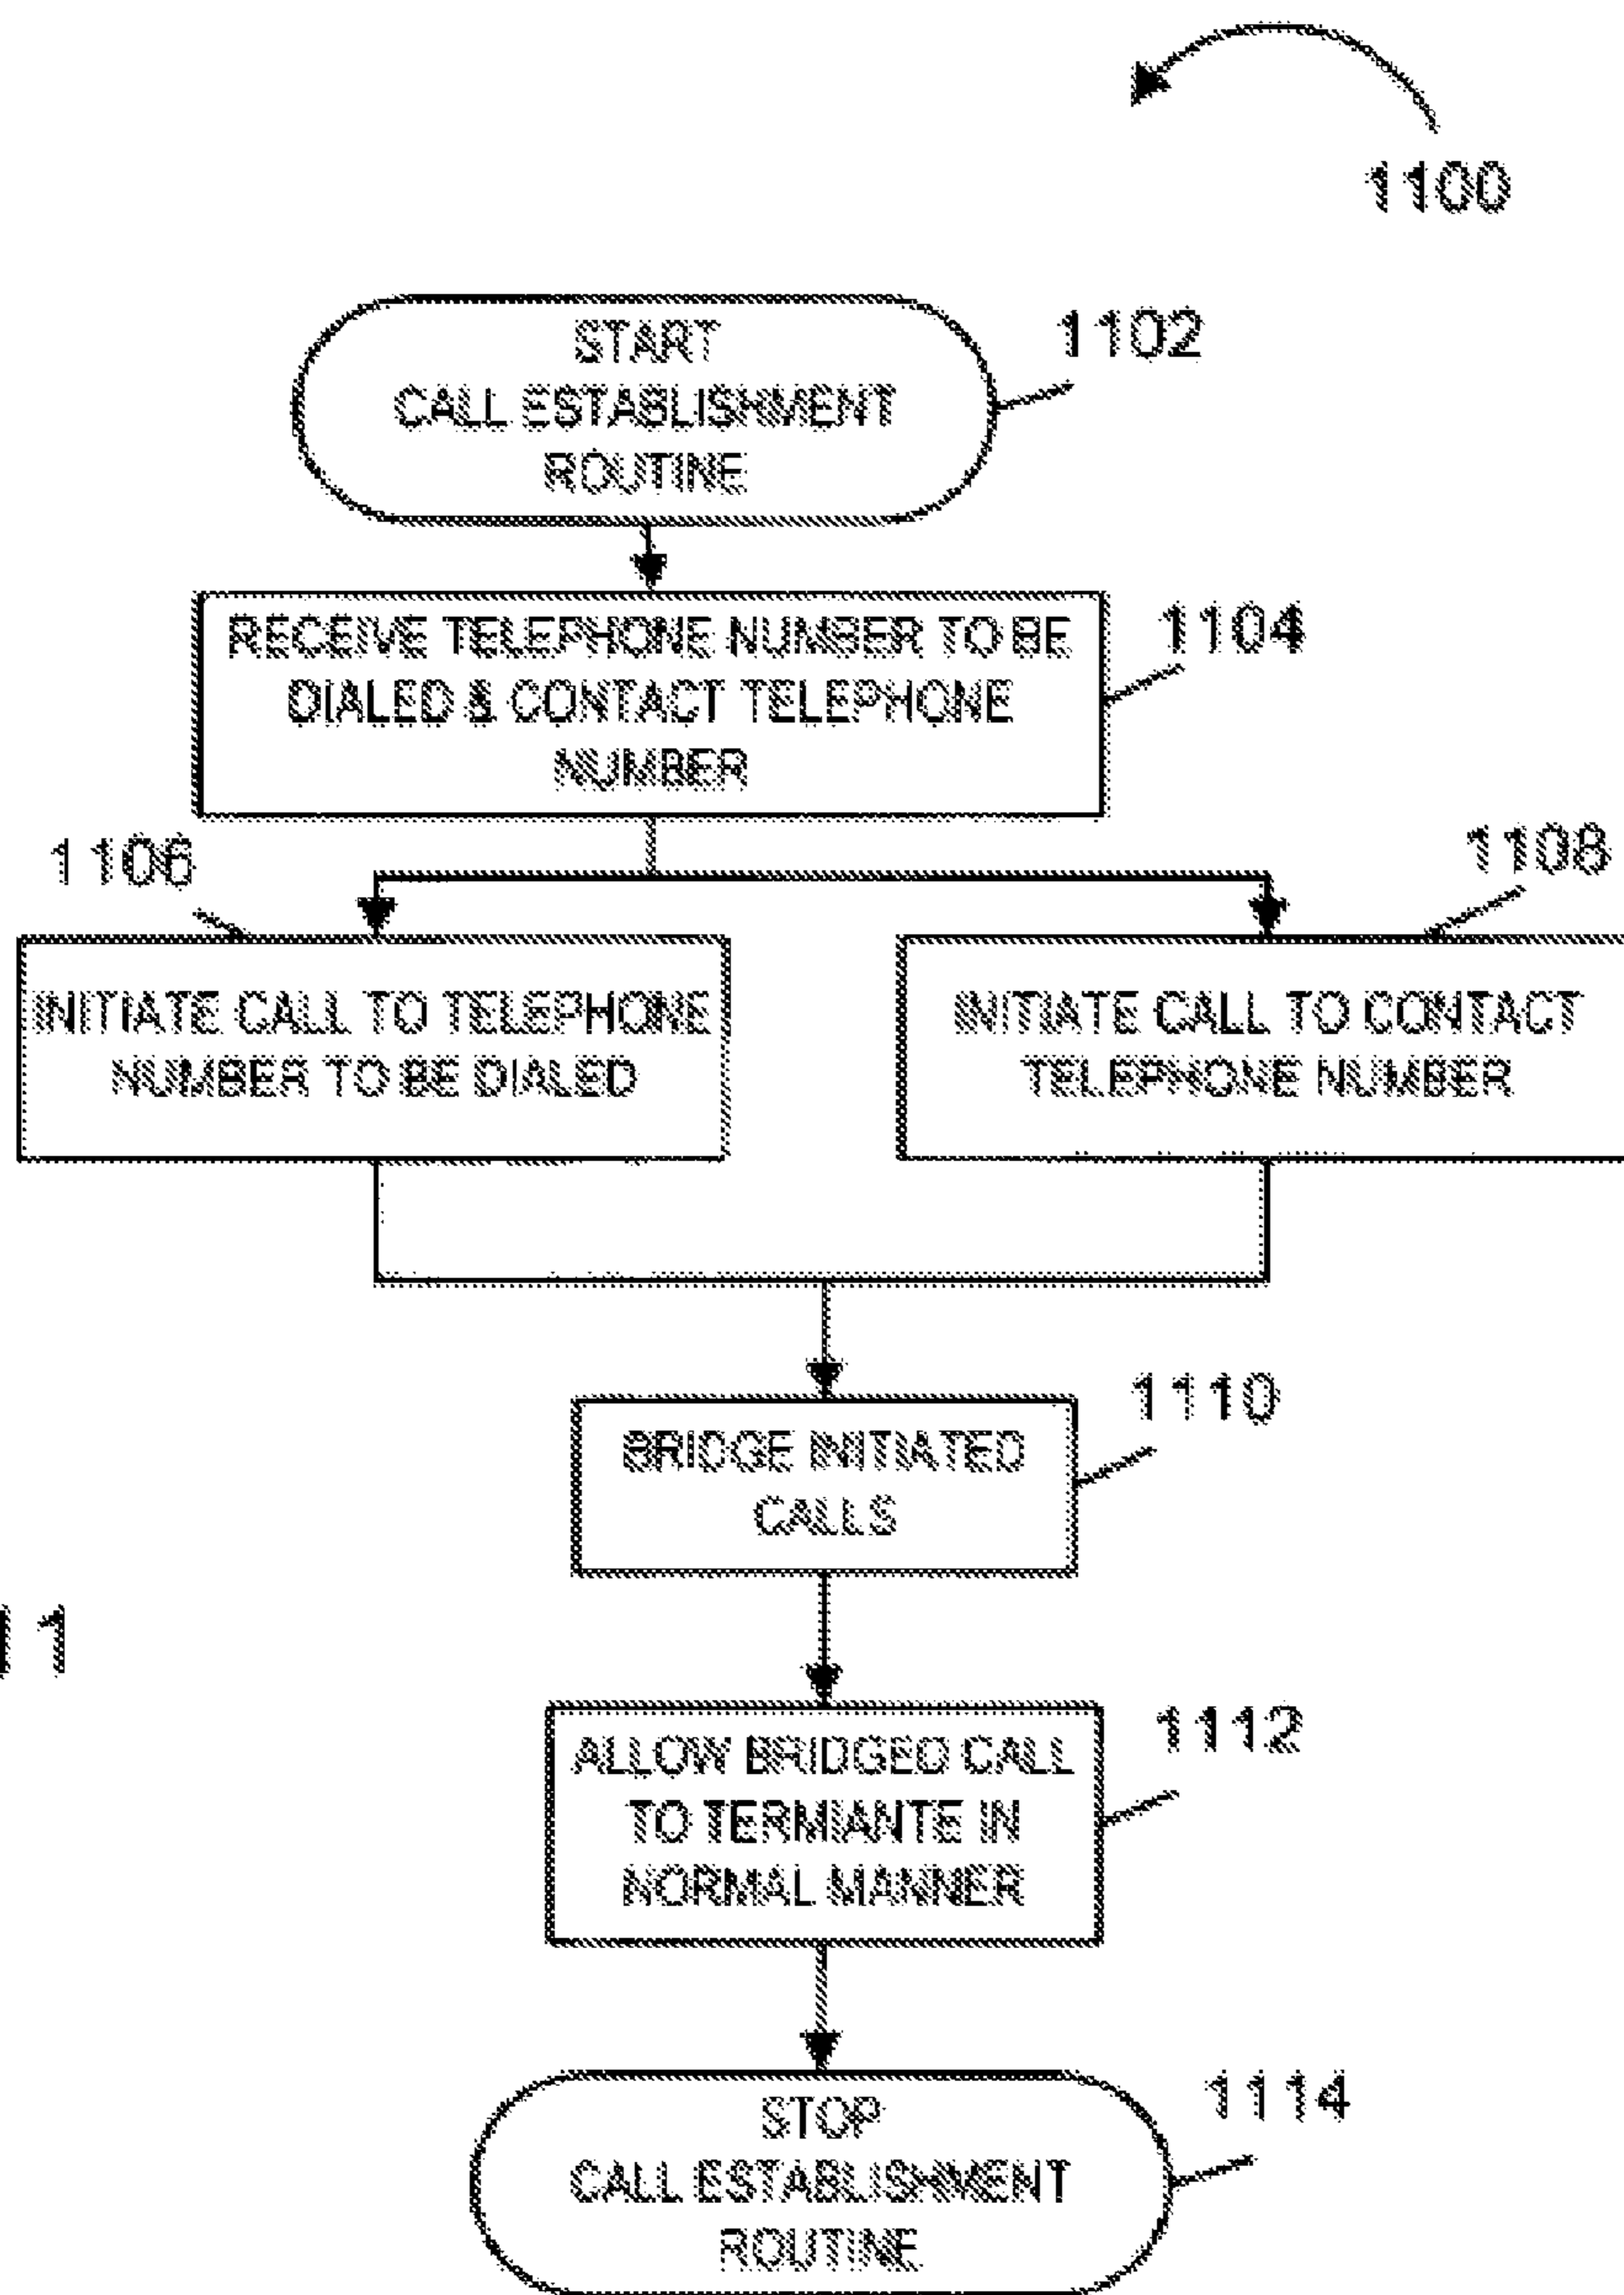 1100
START
CALL ESTABLISHMENT
ROUTINE
1102
RECEIVE TELEPHONE NUMBER TO BE
DIALED & CONTACT TELEPHONE
NUMBER
1104
1106
1108
INITIATE CALL TO TELEPHONE
NUMBER TO BE DIALED
INITIATE CALL TO CONTACT
TELEPHONE NUMBER
BRIDGE INITIATED
CALLS
1110
11
ALLOW BRIDGED CALL
TO TERMIANTE IN
NORMAL MANNER
1112
STOP
CALL ESTABLISHMENT
ROUTINE
1114